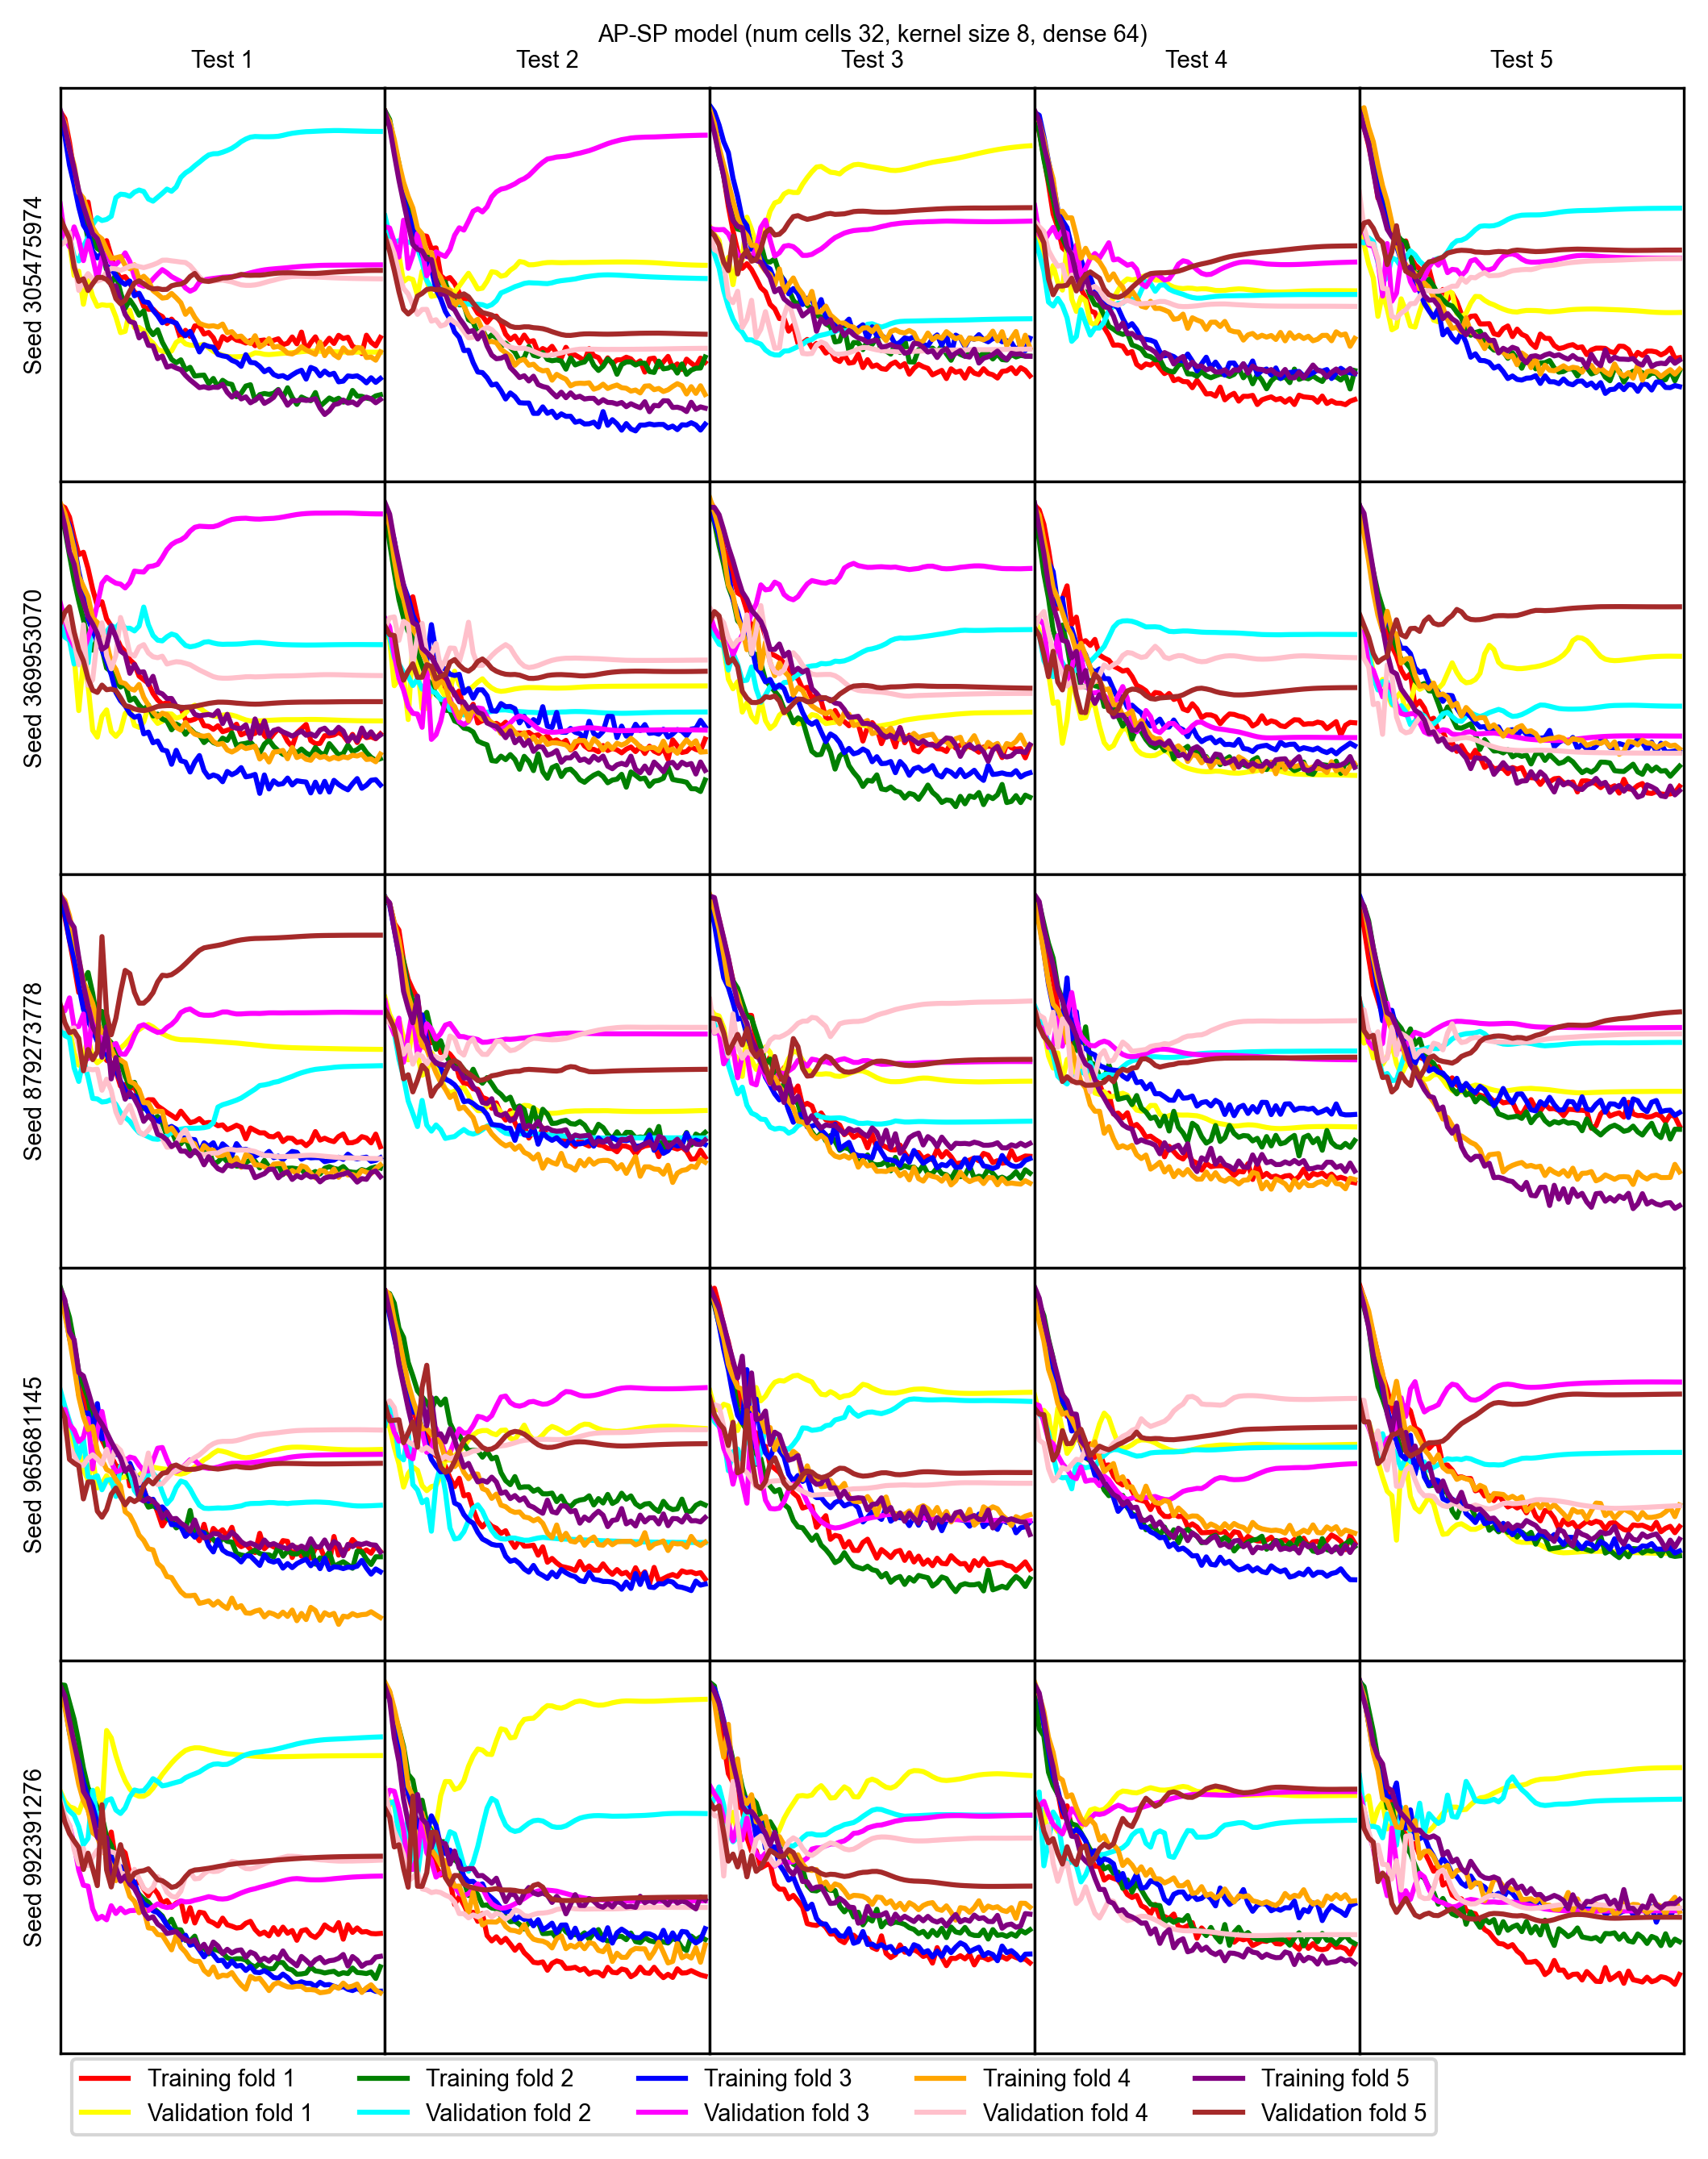 AP-SP model (num cells 32, kernel size 8, dense 64)
Test 1 Test 2 Test 3 Test 4 Test 5
Seed 305475974
Seed 369953070
Seed 879273778
Seed 965681145
Seed 992391276
Training fold 1 Training fold 2 Training fold 3 Training fold 4 Training fold 5
Validation fold 1 Validation fold 2 Validation fold 3 Validation fold 4 Validation fold 5